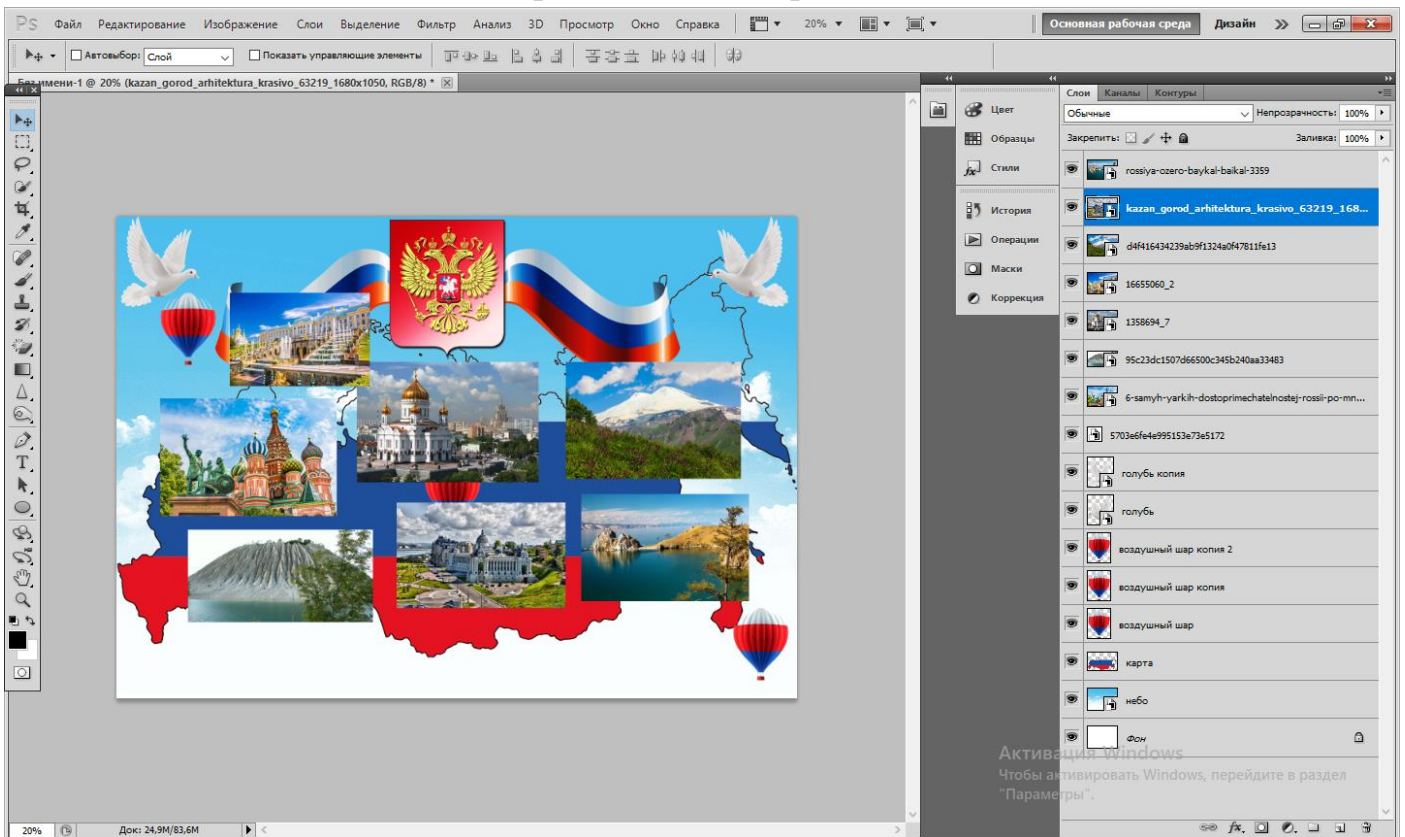 Ps Файл Редактирование Изображение Слои Выделение Фильтр Анализ 3D Просмотр Окно Справка 20% Основная рабочая среда Дизайн
Автовыбор: Слой Показать управляющие элементы
Без имени-1 @ 20% (kazan_gorod_arhitektura_krasivo_63219_1680x1050, RGB/8) *
Цвет
Образцы
Стили
История
Операции
Маски
Коррекция
Слои Каналы Контуры
Обычные Непрозрачность: 100%
Закрепить: Заливка: 100%
rossiya-ozero-baykal-baikal-3359
kazan_gorod_arhitektura_krasivo_63219_168...
d4f416434239ab9f1324a0f47811fe13
16655060_2
1358694_7
95c23dc1507d66500c345b240aa33483
6-samyh-yarkih-dostoprimechatelnostej-rossii-po-mn...
5703e6fe4e995153e73e5172
голубь копия
голубь
воздушный шар копия 2
воздушный шар копия
воздушный шар
карта
небо
Фон
Активация Windows
Чтобы активировать Windows, перейдите в раздел
"Параметры".
20% Док: 24,9M/83,6M